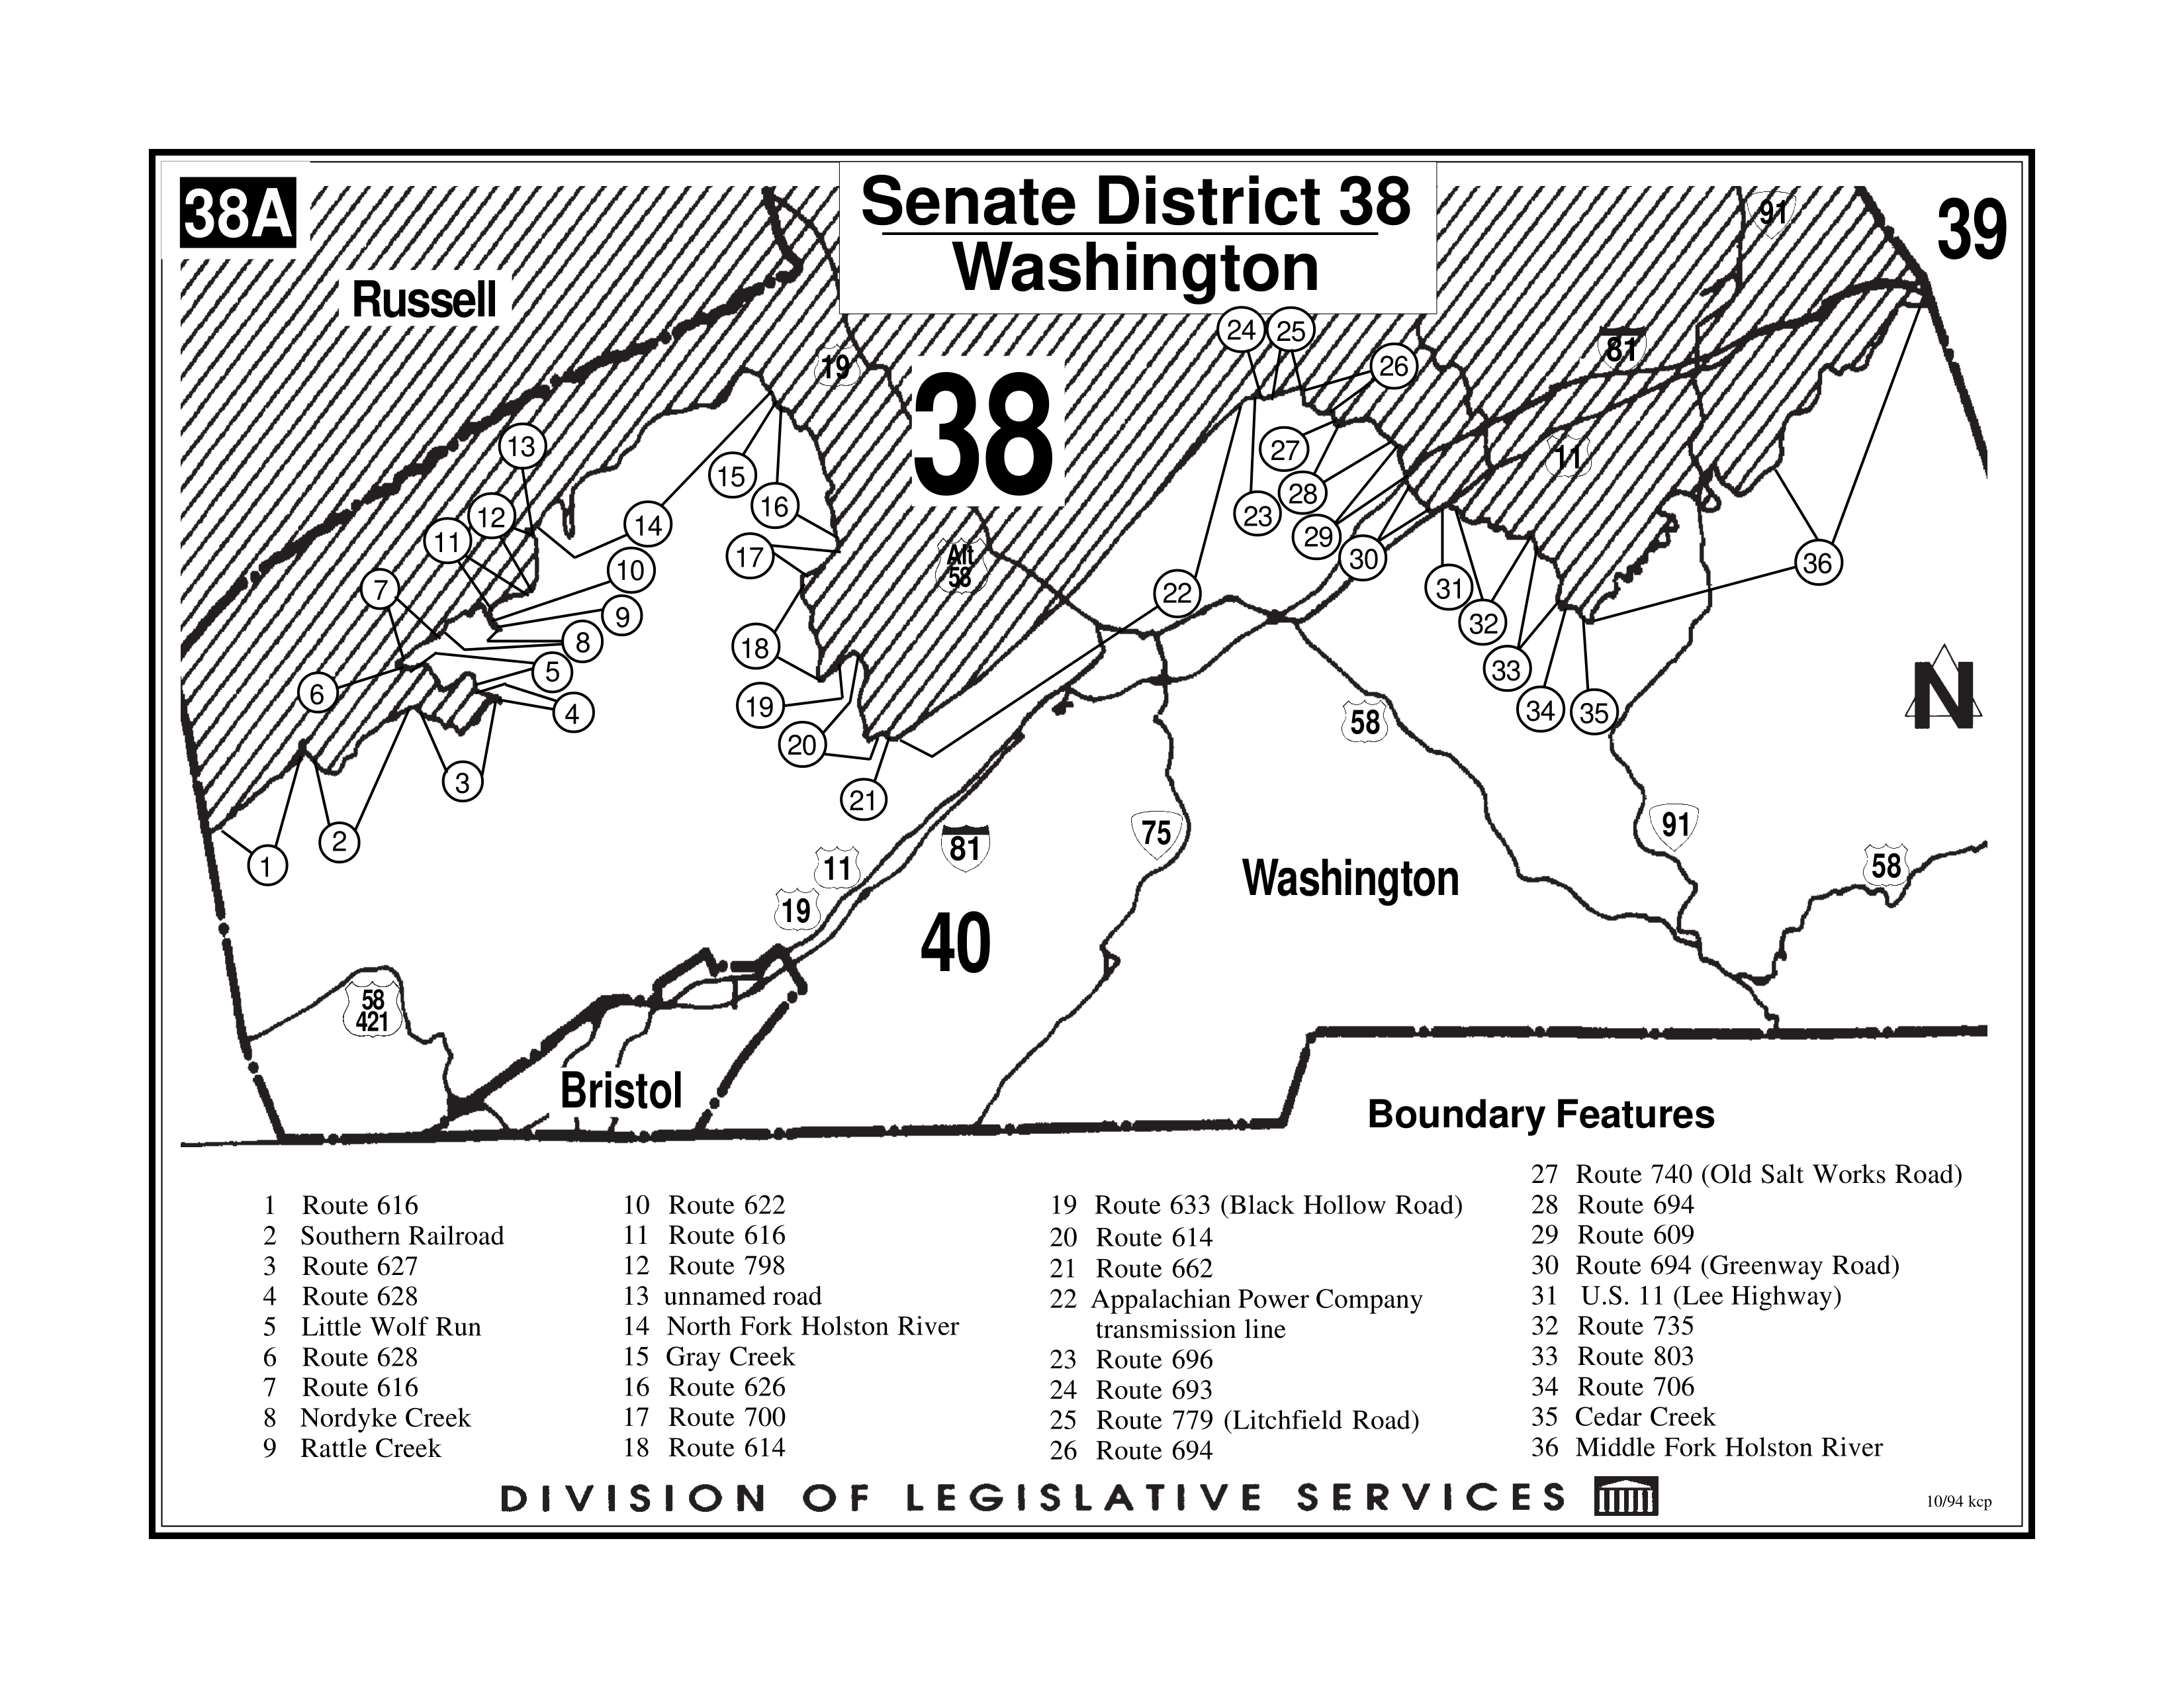 38A
Senate District 38
Washington
39
91
Russell
24
25
19
81
26
38
13
27
11
15
28
16
23
12
14
29
11
17
Alt
58
30
36
10
7
31
22
9
32
8
18
33
5
6
19
34
35
4
58
20
3
21
75
91
2
81
1
11
58
Washington
19
40
58
421
Bristol
N
Boundary Features
1 Route 616
2 Southern Railroad
3 Route 627
4 Route 628
5 Little Wolf Run
6 Route 628
7 Route 616
8 Nordyke Creek
9 Rattle Creek
10 Route 622
11 Route 616
12 Route 798
13 unnamed road
14 North Fork Holston River
15 Gray Creek
16 Route 626
17 Route 700
18 Route 614
19 Route 633 (Black Hollow Road)
20 Route 614
21 Route 662
22 Appalachian Power Company
transmission line
23 Route 696
24 Route 693
25 Route 779 (Litchfield Road)
26 Route 694
27 Route 740 (Old Salt Works Road)
28 Route 694
29 Route 609
30 Route 694 (Greenway Road)
31 U.S. 11 (Lee Highway)
32 Route 735
33 Route 803
34 Route 706
35 Cedar Creek
36 Middle Fork Holston River
DIVISION OF LEGISLATIVE SERVICES
10/94 kcp